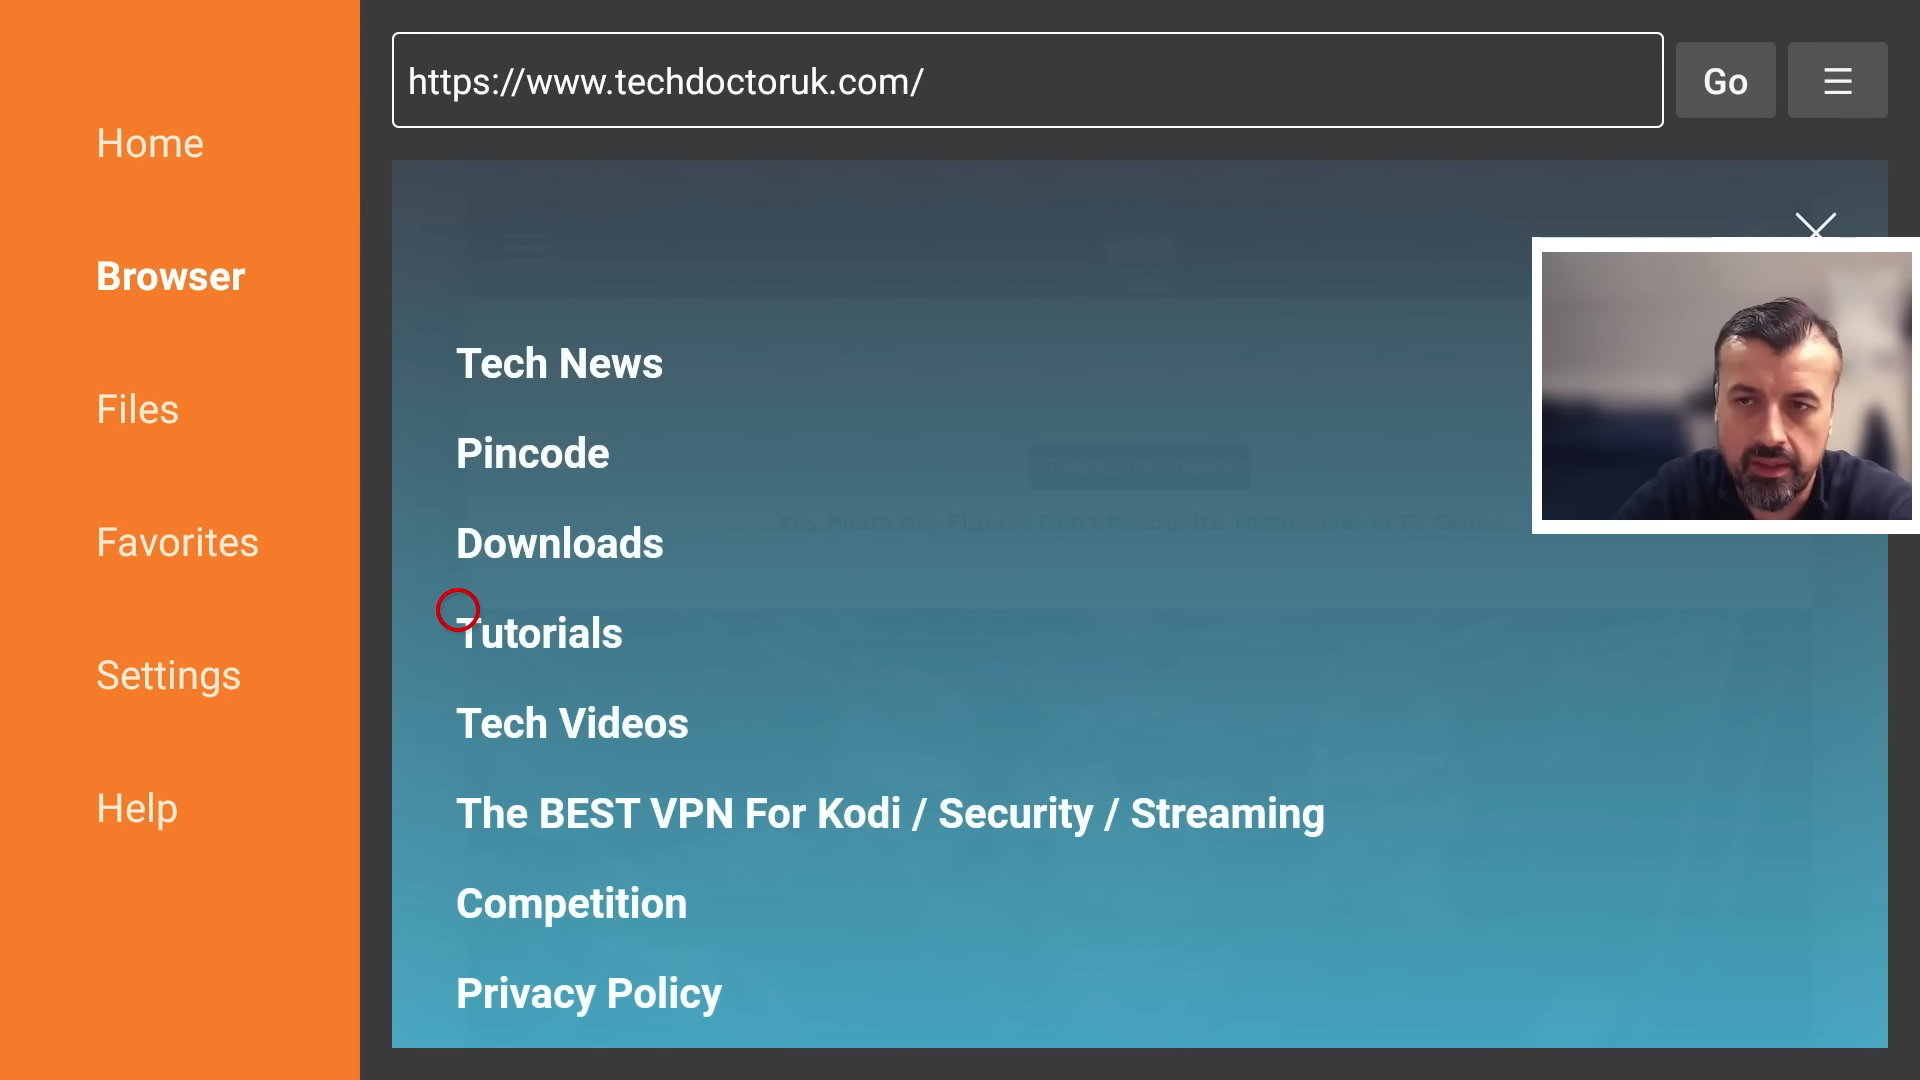 https://www.techdoctoruk.com/
Go
Home
Browser
Files
Favorites
Settings
Help
Tech News
Pincode
Downloads
Tutorials
Tech Videos
The BEST VPN For Kodi / Security / Streaming
Competition
Privacy Policy